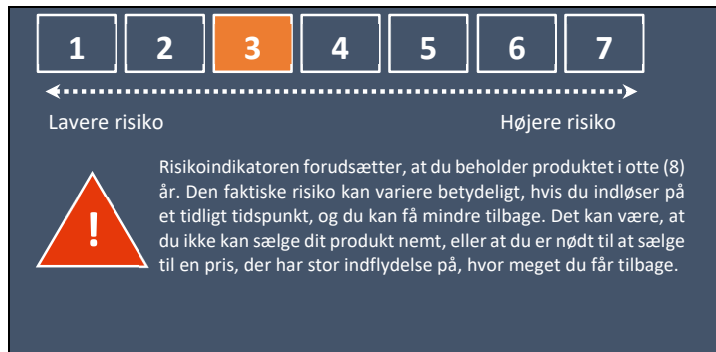 1 2 3 4 5 6 7
Lavere risiko Højere risiko
Risikoindikatoren forudsætter, at du beholder produktet i otte (8)
år. Den faktiske risiko kan variere betydeligt, hvis du indløser på
et tidligt tidspunkt, og du kan få mindre tilbage. Det kan være, at
du ikke kan sælge dit produkt nemt, eller at du er nødt til at sælge
til en pris, der har stor indflydelse på, hvor meget du får tilbage.
!